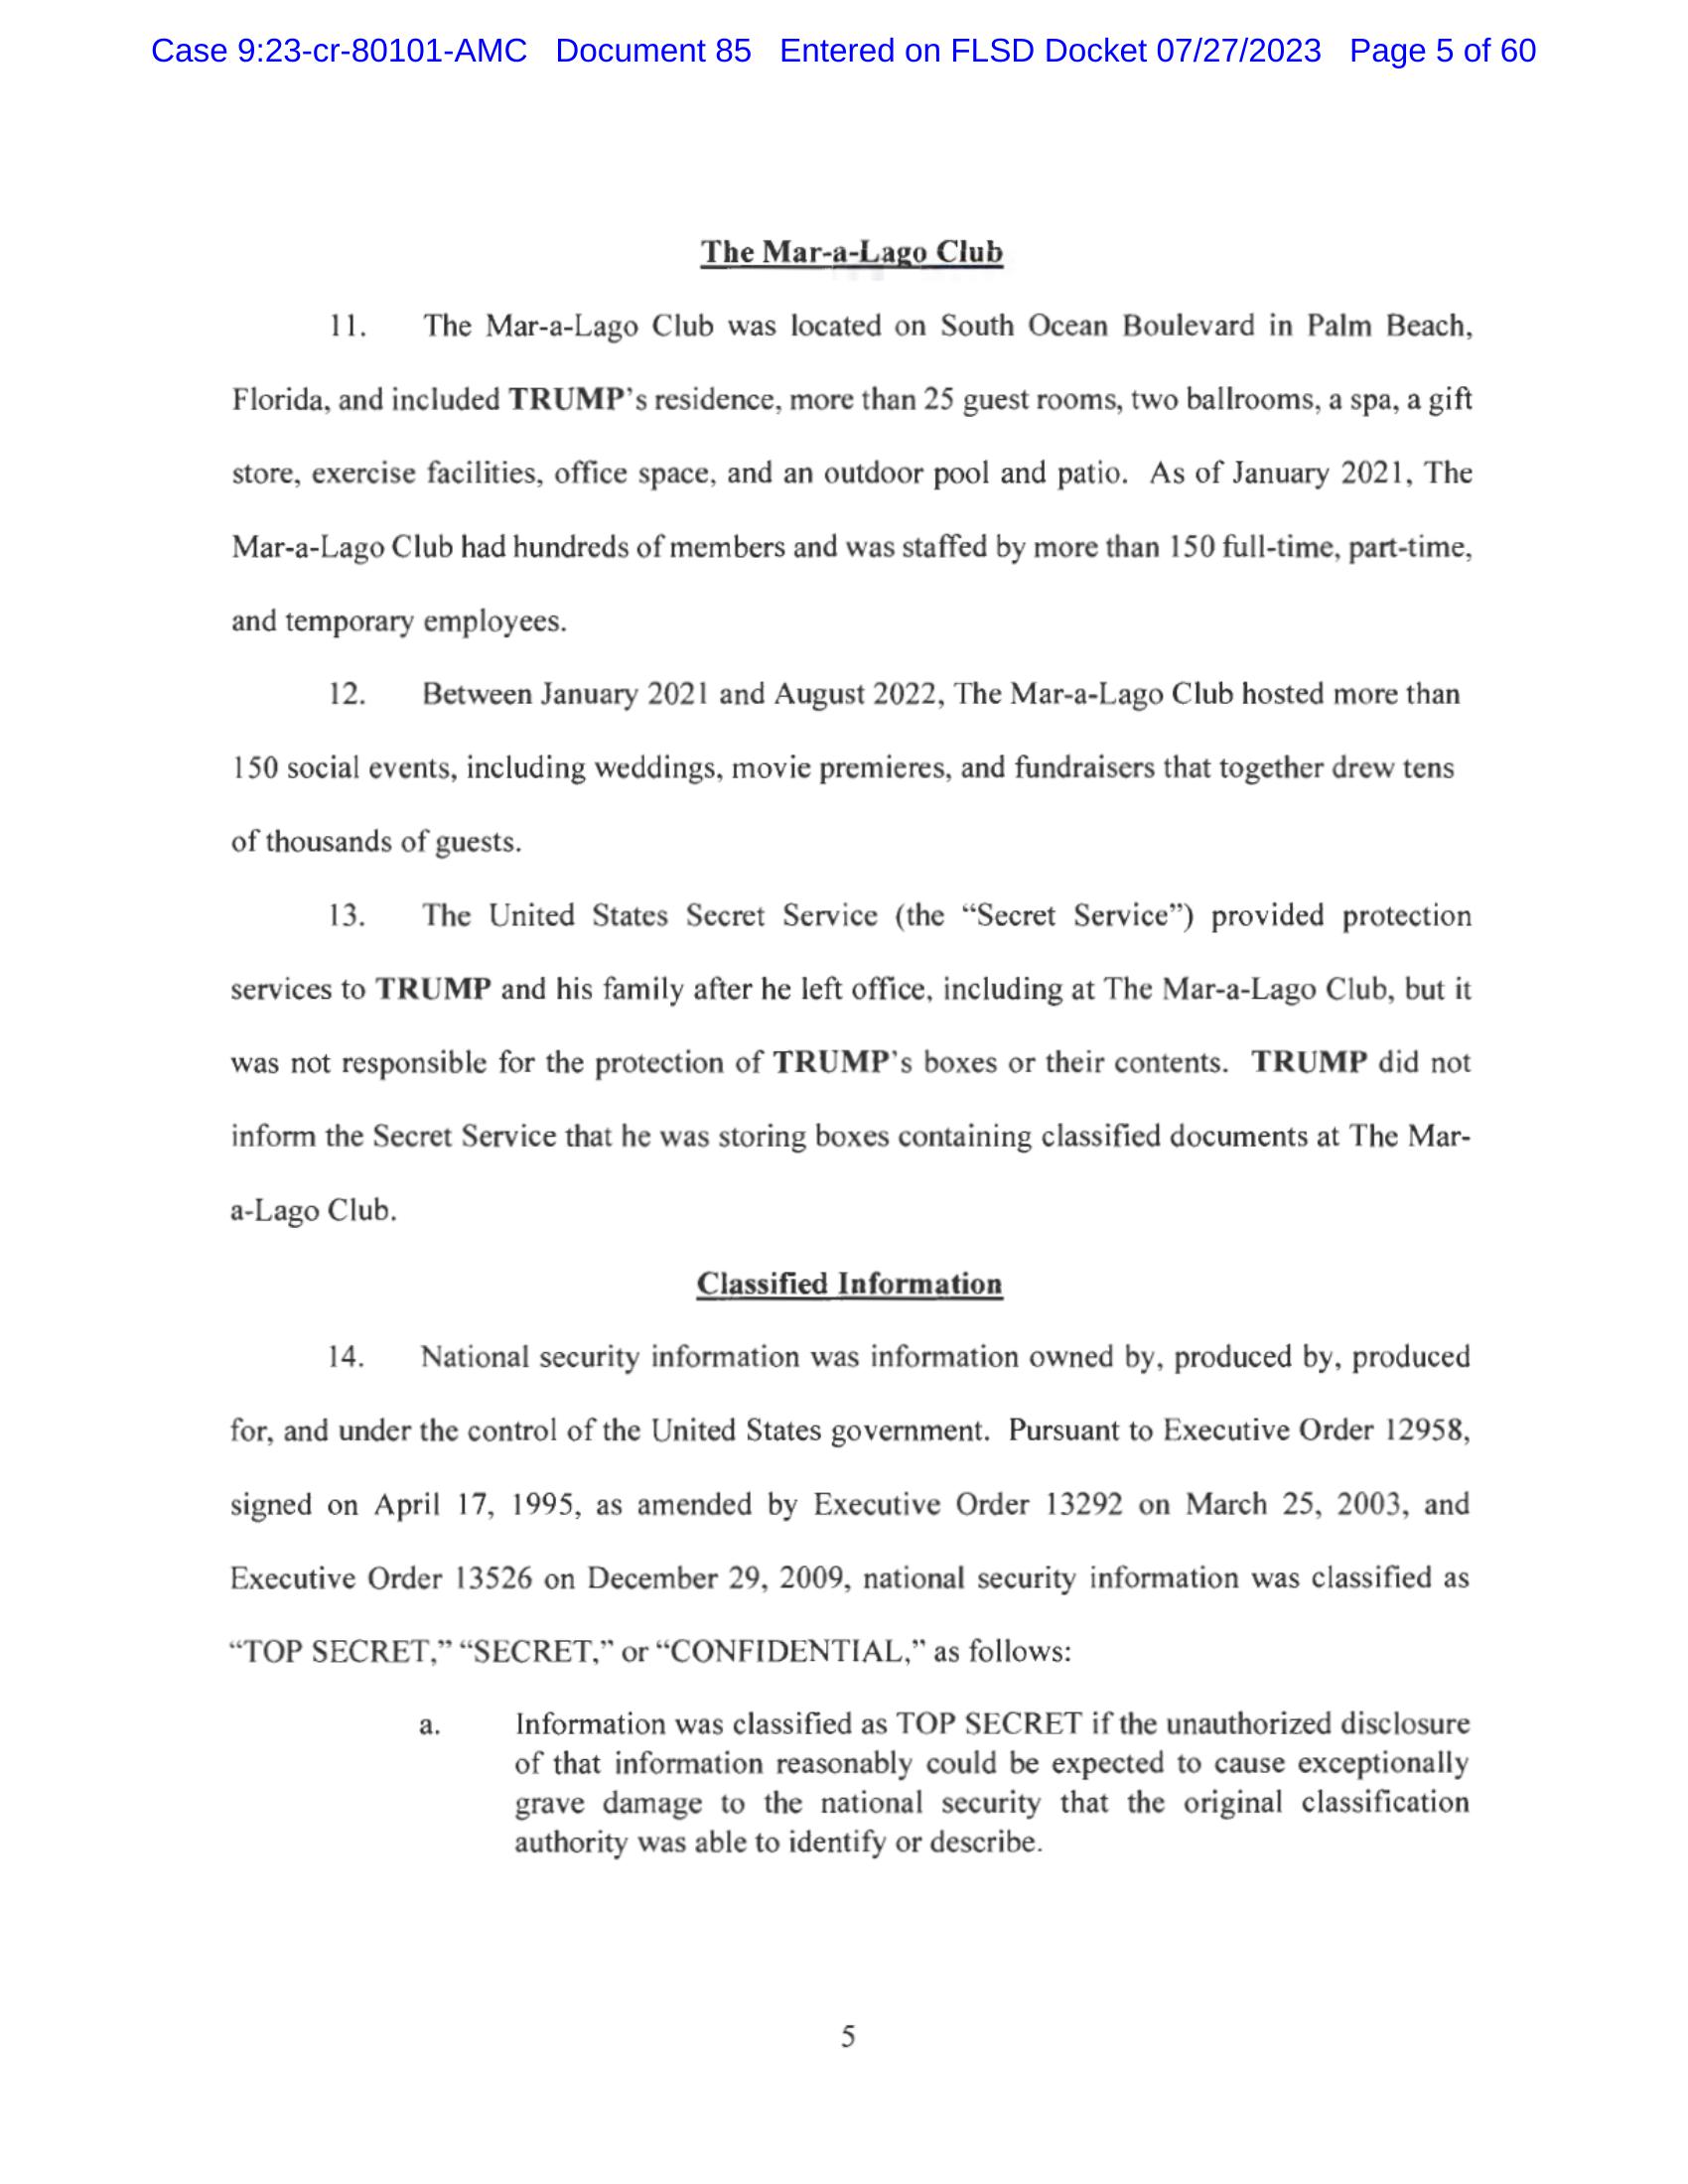 Case 9:23-cr-80101-AMC Document 85 Entered on FLSD Docket 07/27/2023 Page 5 of 60
The Mar-a-Lago Club
11. The Mar-a-Lago Club was located on South Ocean Boulevard in Palm Beach,
Florida, and included TRUMP's residence, more than 25 guest rooms, two ballrooms, a spa, a gift
store, exercise facilities, office space, and an outdoor pool and patio. As of January 2021, The
Mar-a-Lago Club had hundreds of members and was staffed by more than 150 full-time, part-time,
and temporary employees.
12. Between January 2021 and August 2022, The Mar-a-Lago Club hosted more than
150 social events, including weddings, movie premieres, and fundraisers that together drew tens
of thousands of guests.
13. The United States Secret Service (the “Secret Service”) provided protection
services to TRUMP and his family after he left office, including at The Mar-a-Lago Club, but it
was not responsible for the protection of TRUMP's boxes or their contents. TRUMP did not
inform the Secret Service that he was storing boxes containing classified documents at The Mar-
a-Lago Club.
Classified Information
14. National security information was information owned by, produced by, produced
for, and under the control of the United States government. Pursuant to Executive Order 12958,
signed on April 17, 1995, as amended by Executive Order 13292 on March 25, 2003, and
Executive Order 13526 on December 29, 2009, national security information was classified as
“TOP SECRET,” “SECRET,” or “CONFIDENTIAL,” as follows:
a. Information was classified as TOP SECRET if the unauthorized disclosure
of that information reasonably could be expected to cause exceptionally
grave damage to the national security that the original classification
authority was able to identify or describe.
5